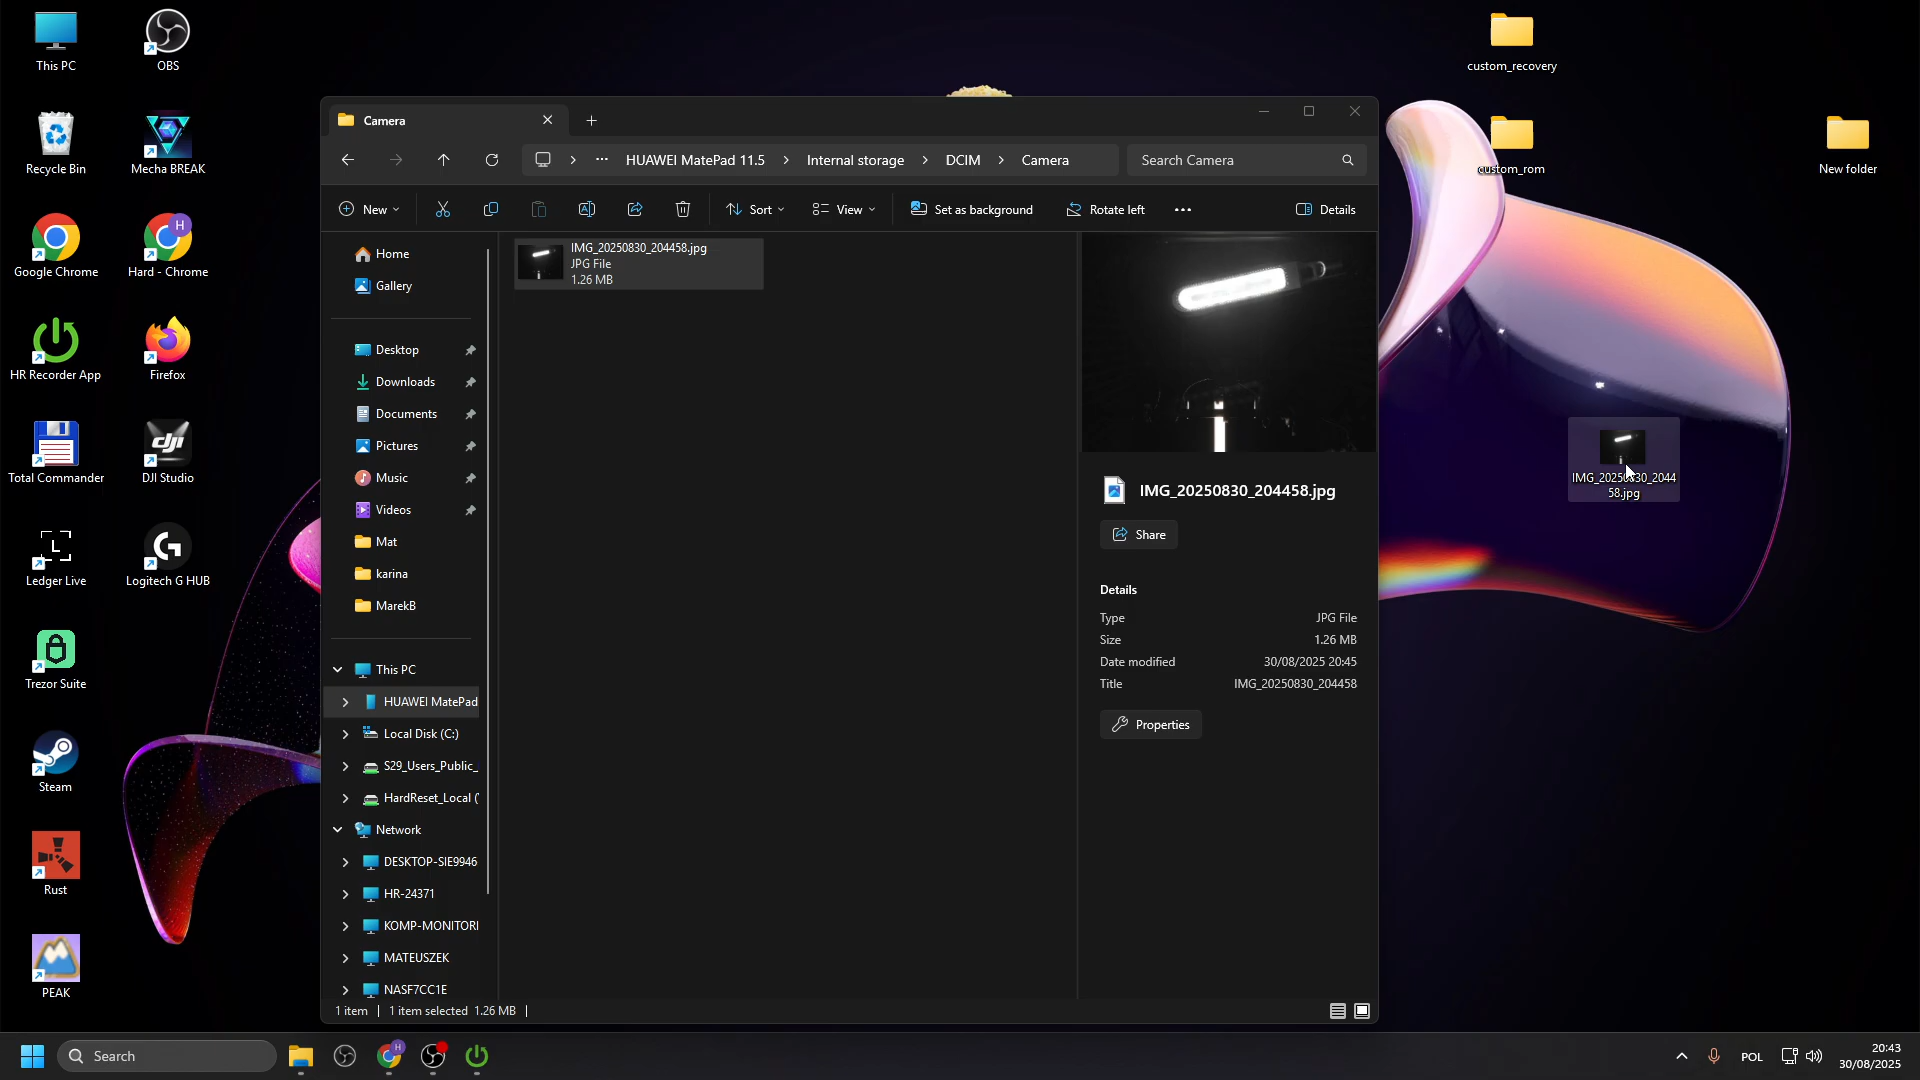 This PC
OBS
Recycle Bin
Mecha BREAK
Google Chrome
Hard - Chrome
HR Recorder App
Firefox
Total Commander
DJI Studio
Ledger Live
Logitech G HUB
Trezor Suite
Steam
Rust
PEAK
custom_recovery
custom_rom
New folder
IMG_20250830_2044
58.jpg
Camera
HUAWEI MatePad 11.5
Internal storage
DCIM
Camera
Search Camera
New
Sort
View
Set as background
Rotate left
Details
Home
Gallery
Desktop
Downloads
Documents
Pictures
Music
Videos
Mat
karina
MarekB
This PC
HUAWEI MatePad
Local Disk (C:)
S29_Users_Public_
HardReset_Local (
Network
DESKTOP-SIE9946
HR-24371
KOMP-MONITORI
MATEUSZEK
NASF7CC1E
IMG_20250830_204458.jpg
JPG File
1.26 MB
IMG_20250830_204458.jpg
Share
Details
Type JPG File
Size 1.26 MB
Date modified 30/08/2025 20:45
Title IMG_20250830_204458
Properties
1 item
1 item selected 1.26 MB
Search
H
POL
20:43
30/08/2025